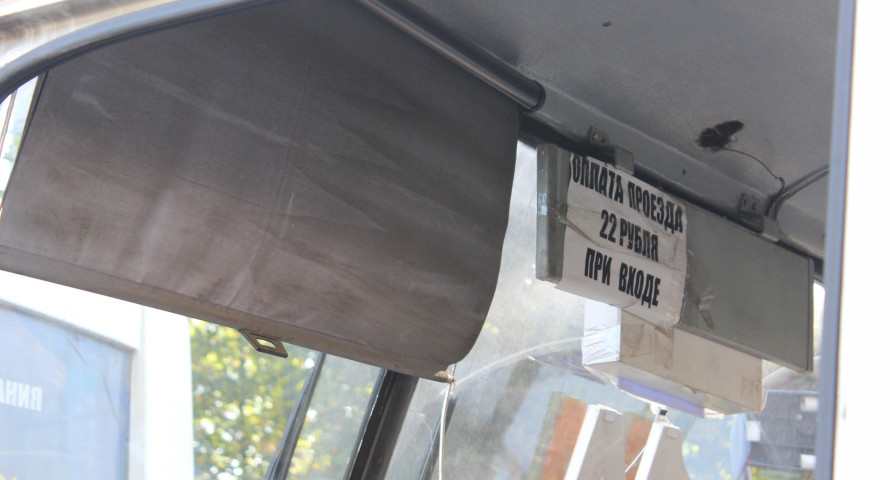 ОПЛАТА ПРОЕЗДА
22 РУБЛЯ
ПРИ ВХОДЕ